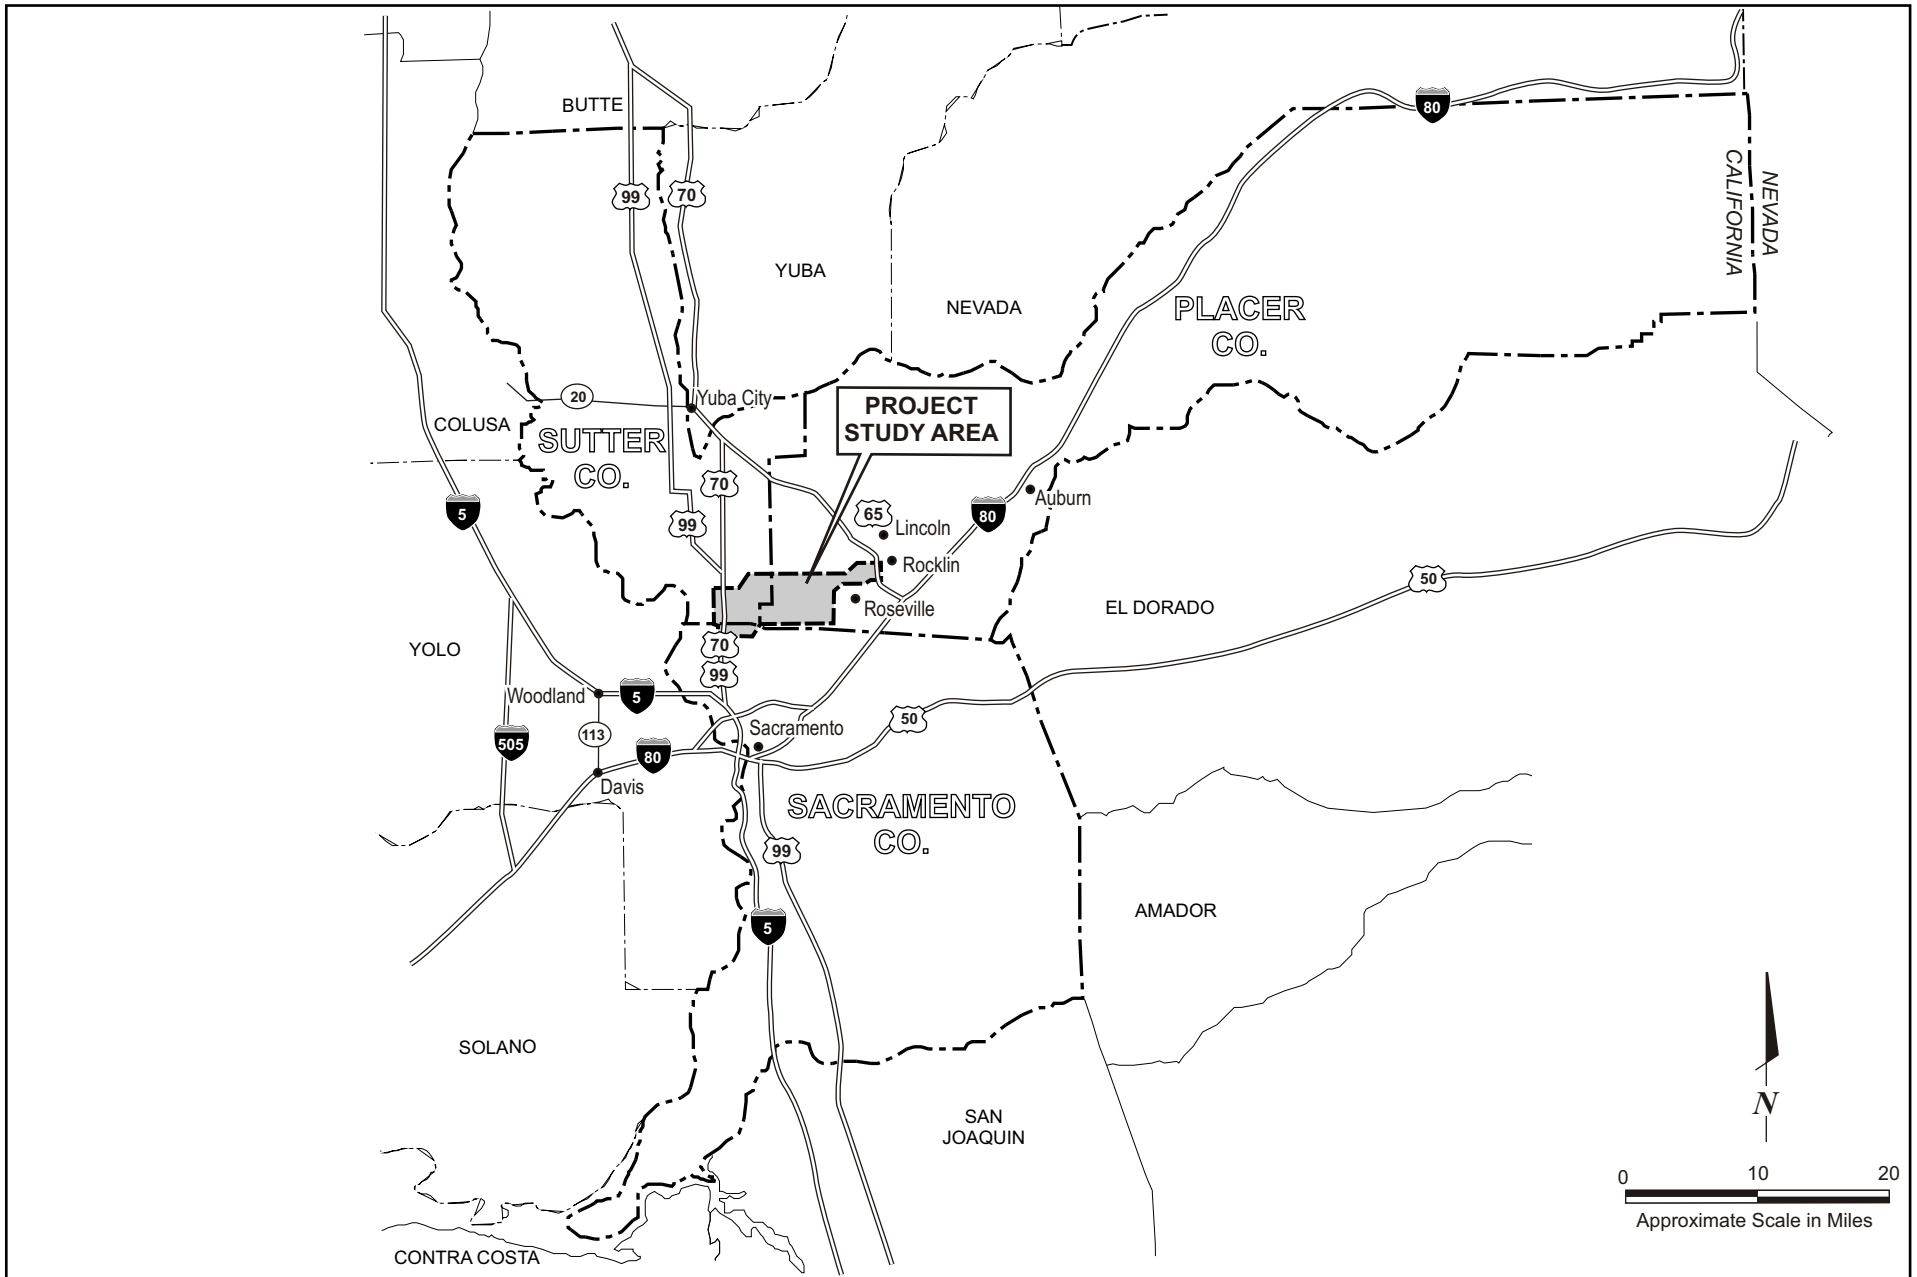 BUTTE
80
99
70
CALIFORNIA
NEVADA
YUBA
NEVADA
PLACER
CO.
20
Yuba City
PROJECT
STUDY AREA
COLUSA
SUTTER
CO.
70
5
99
65
Lincoln
80
Auburn
Rocklin
50
Roseville
EL DORADO
YOLO
70
99
Woodland
5
113
505
Sacramento
50
80
Davis
SACRAMENTO
CO.
99
AMADOR
5
SOLANO
SAN
JOAQUIN
N
0 10 20
Approximate Scale in Miles
CONTRA COSTA